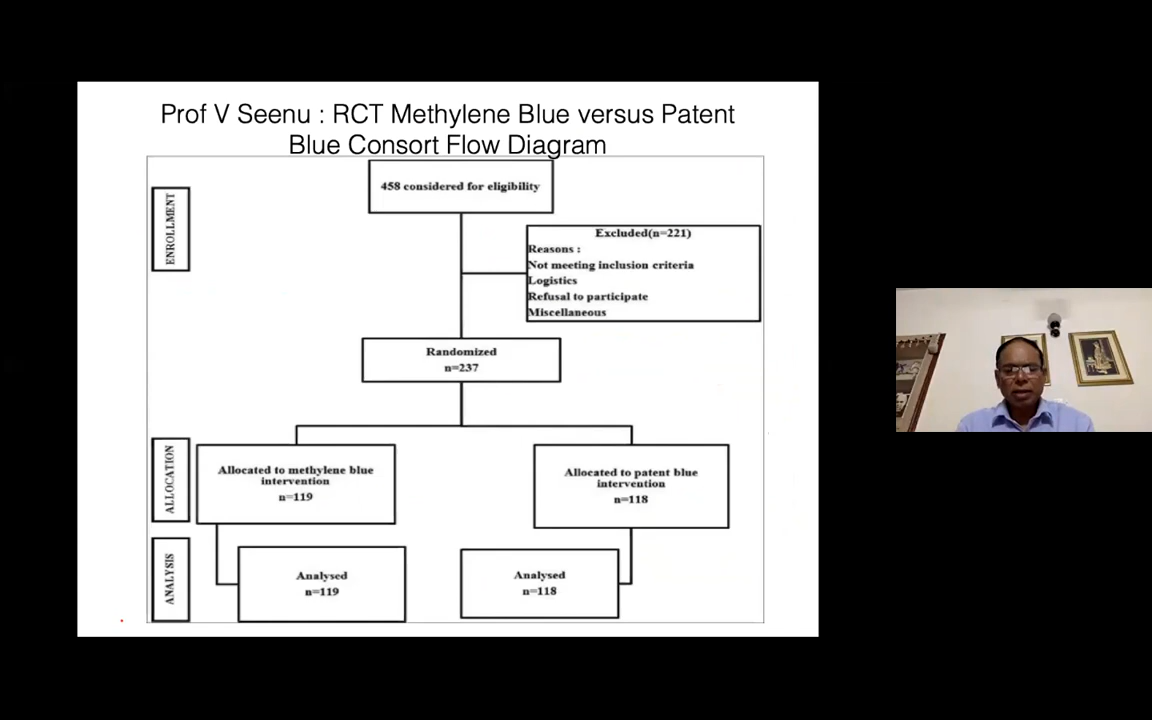 Prof V Seenu : RCT Methylene Blue versus Patent
Blue Consort Flow Diagram
458 considered for eligibility
ENROLLMENT
Excluded(n=221)
Reasons :
Not meeting inclusion criteria
Logistics
Refusal to participate
Miscellaneous
Randomized
n=237
ALLOCATION
Allocated to methylene blue
intervention
n=119
Allocated to patent blue
intervention
n=118
ANALYSIS
Analysed
n=119
Analysed
n=118